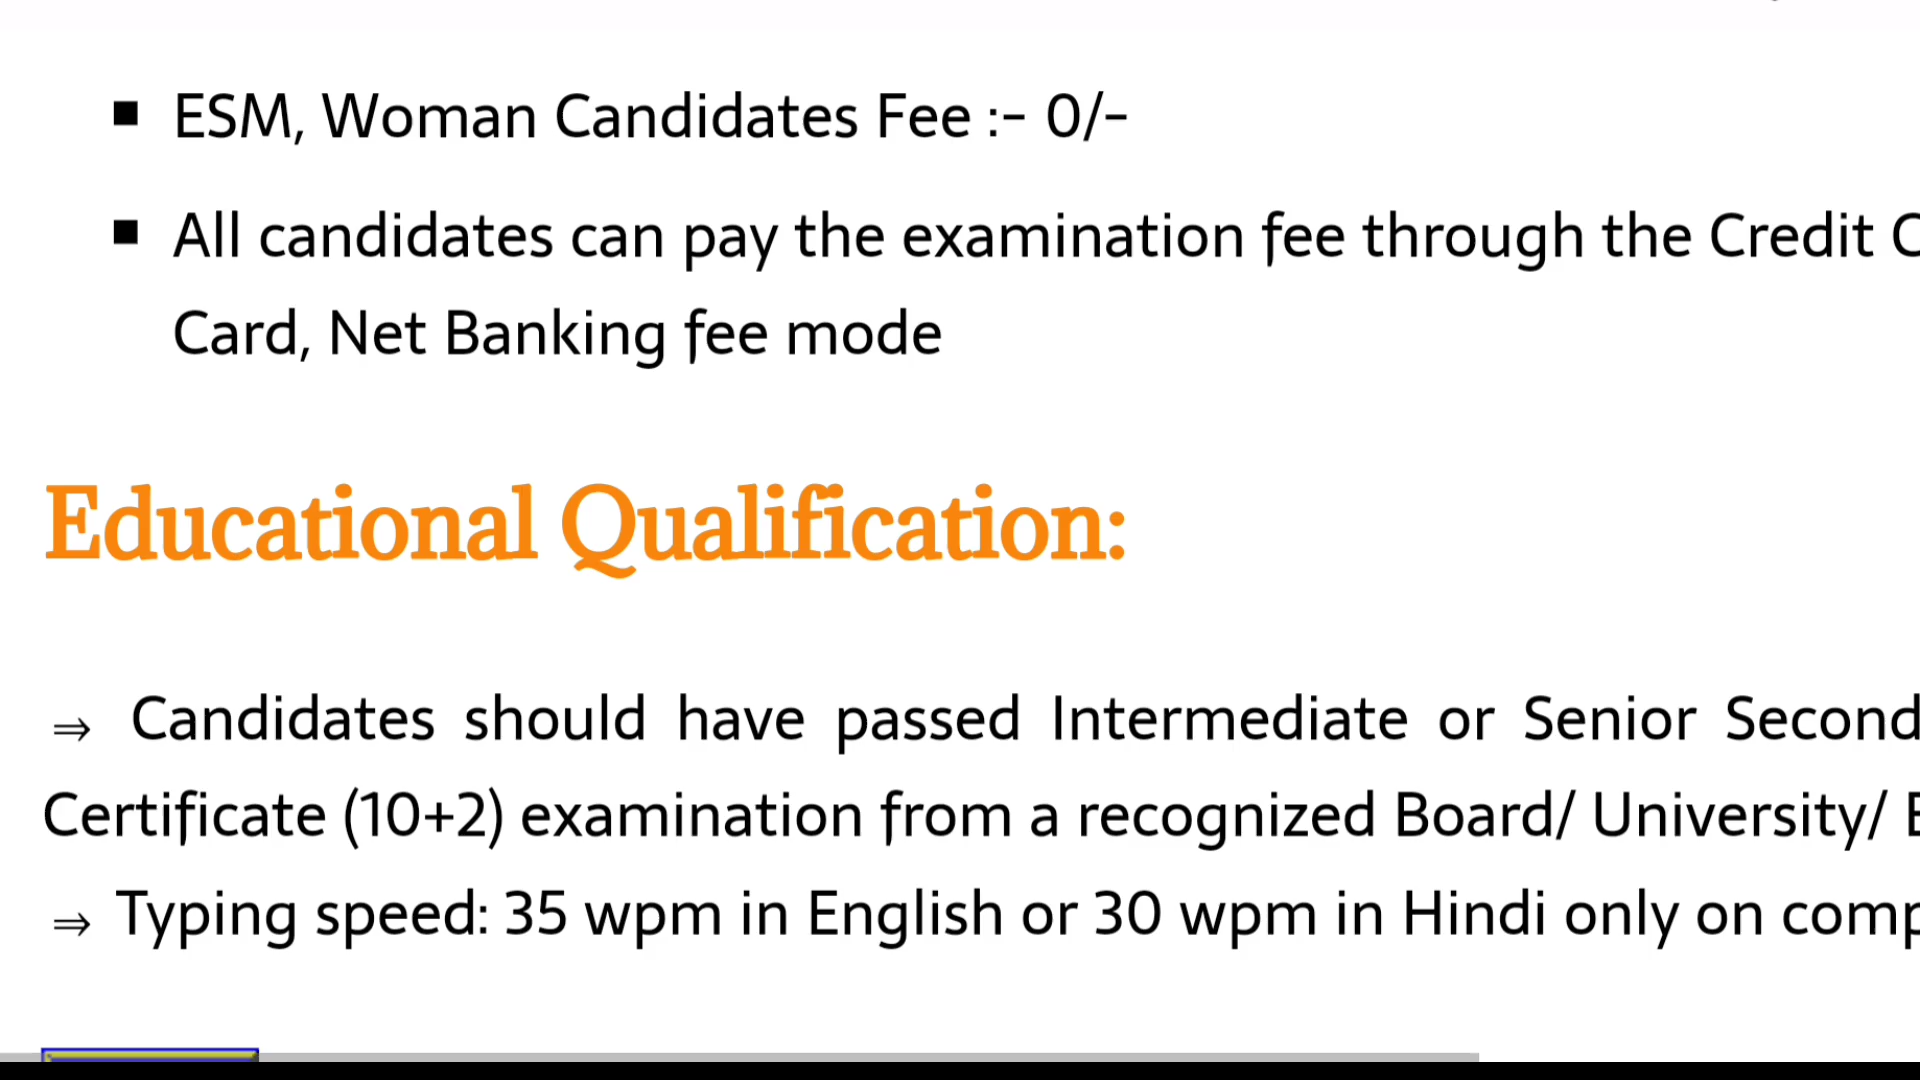 ■ ESM, Woman Candidates Fee :- 0/-
■ All candidates can pay the examination fee through the Credit
Card, Net Banking fee mode
Educational Qualification:
⇒ Candidates should have passed Intermediate or Senior
Certificate (10+2) examination from a recognized Board/ University/
⇒ Typing speed: 35 wpm in English or 30 wpm in Hindi only on